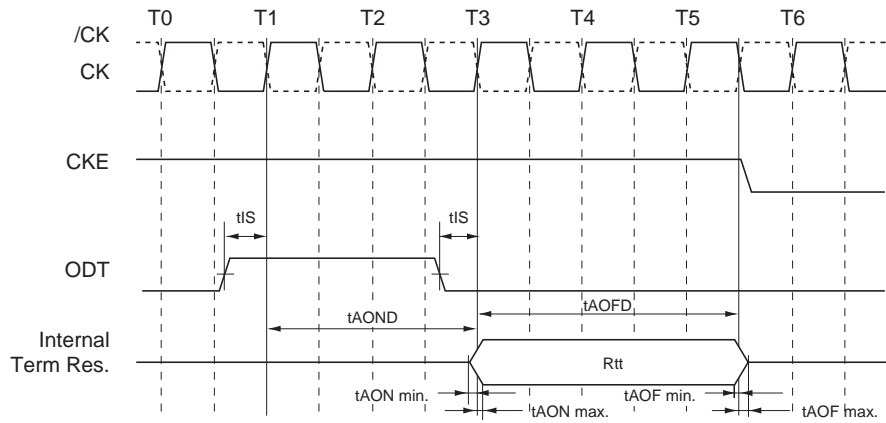 T0 T1 T2 T3 T4 T5 T6
/CK
CK
CKE
tIS tIS
ODT
tAOND tAOFD
Internal
Term Res.
Rtt
tAON min. tAOF min.
tAON max. tAOF max.